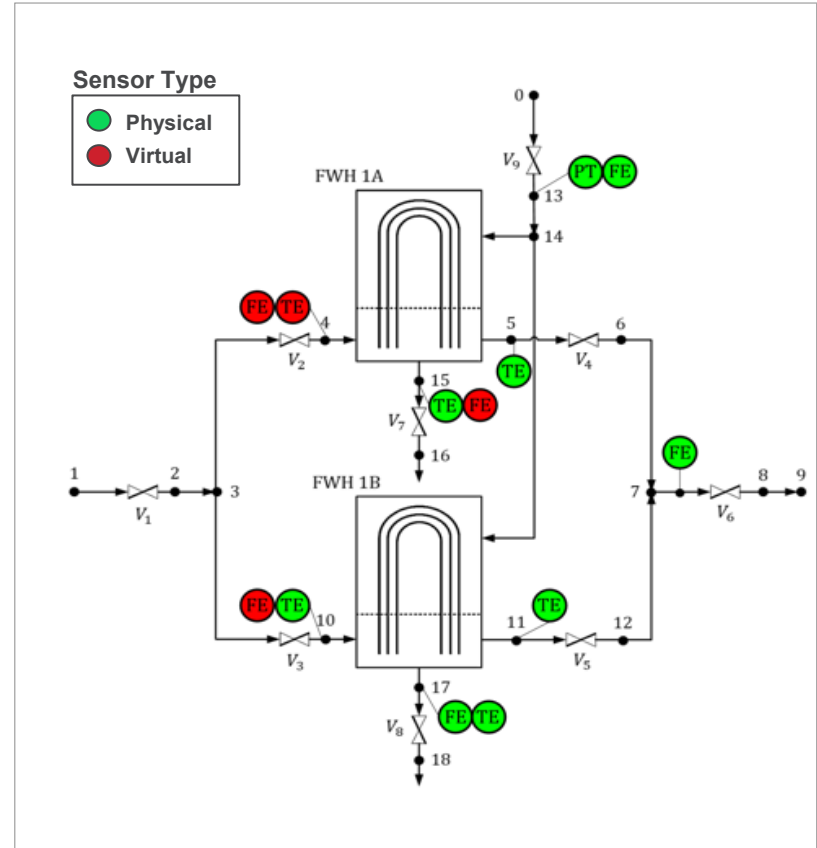 Sensor Type
Physical
Virtual
0
V9
PT FE
13
FWH 1A
14
FE TE
4
V2
5
TE
V4
6
15
TE FE
V7
16
FE
1
V1
2
3
7
V6
8
9
FWH 1B
FE TE
10
V3
TE
11
V5
12
17
FE TE
V8
18